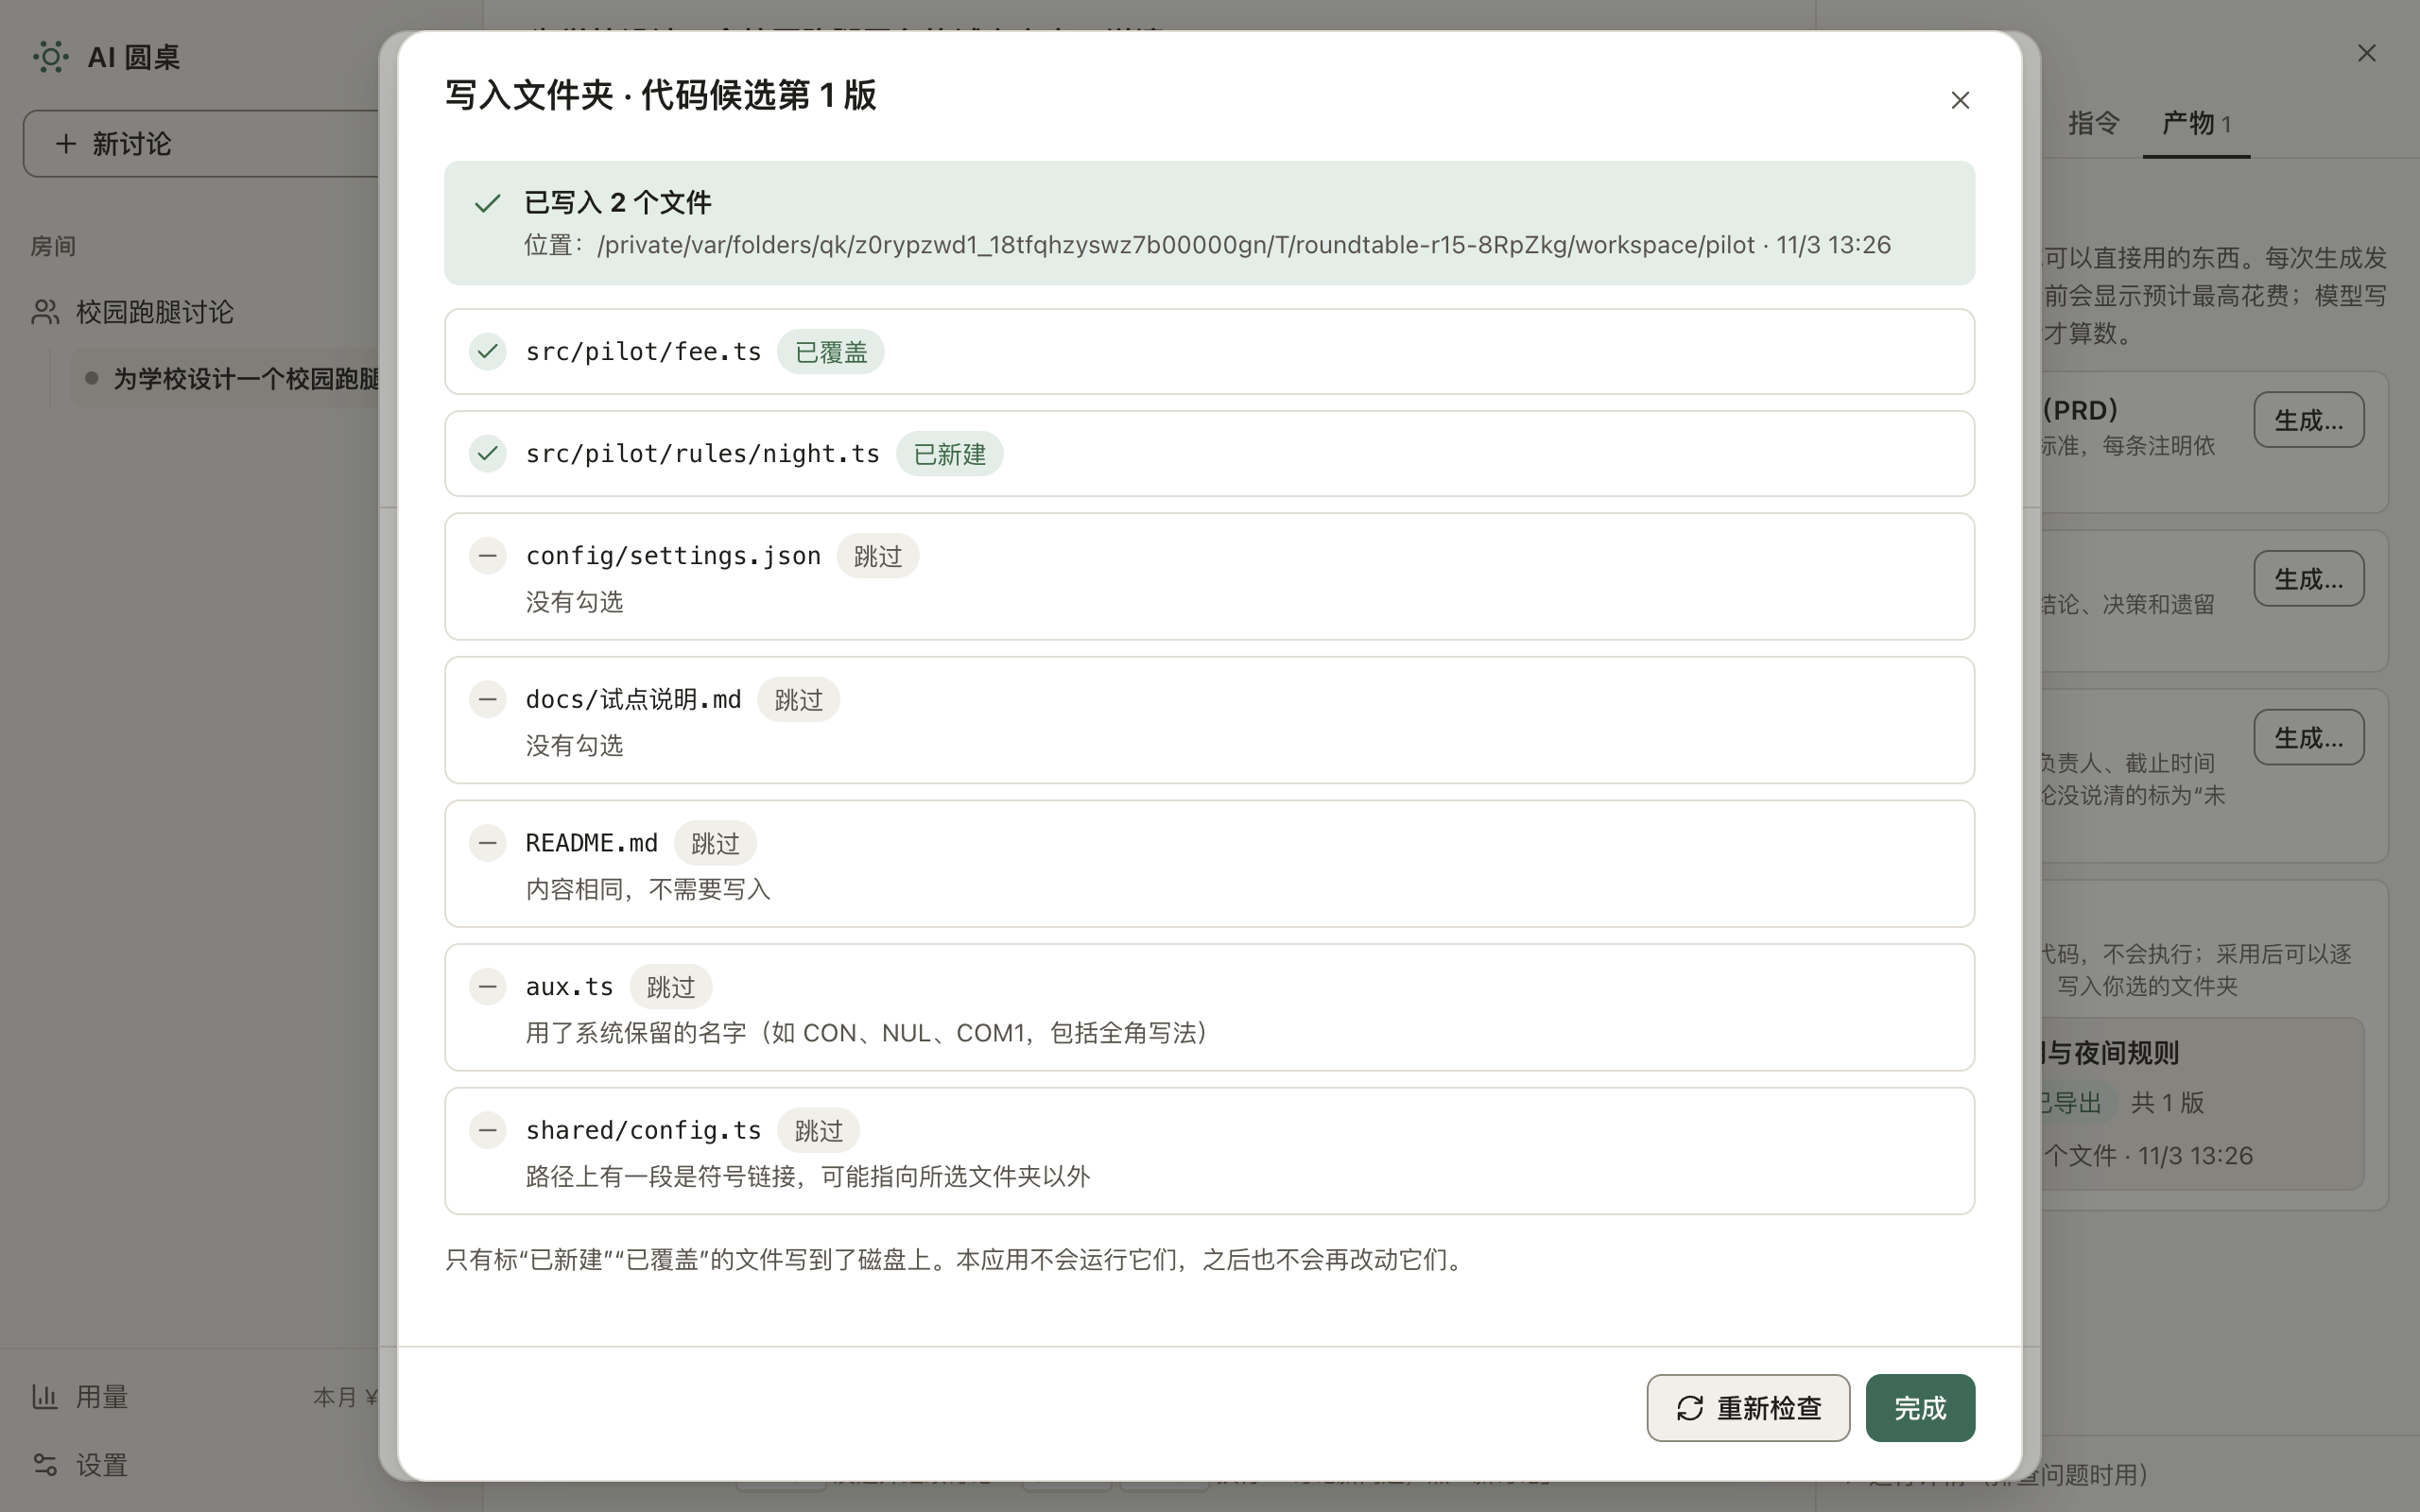 AI 圆桌
新讨论
房间
校园跑腿讨论
为学校设计一个校园跑腿
用量
本月 ¥
设置
写入文件夹 · 代码候选第 1 版
已写入 2 个文件
位置：/private/var/folders/qk/z0rypzwd1_18tfqhzyswz7b00000gn/T/roundtable-r15-8RpZkg/workspace/pilot · 11/3 13:26
src/pilot/fee.ts 已覆盖
src/pilot/rules/night.ts 已新建
config/settings.json 跳过
没有勾选
docs/试点说明.md 跳过
没有勾选
README.md 跳过
内容相同，不需要写入
aux.ts 跳过
用了系统保留的名字（如 CON、NUL、COM1，包括全角写法）
shared/config.ts 跳过
路径上有一段是符号链接，可能指向所选文件夹以外
只有标“已新建”“已覆盖”的文件写到了磁盘上。本应用不会运行它们，之后也不会再改动它们。
重新检查
完成
指令
产物 1
可以直接用的东西。每次生成发
前会显示预计最高花费；模型写
才算数。
（PRD）
生成...
标准，每条注明依
生成...
结论、决策和遗留
生成...
负责人、截止时间
论没说清的标为“未
代码，不会执行；采用后可以逐
写入你选的文件夹
与夜间规则
已导出 共 1 版
个文件 · 11/3 13:26